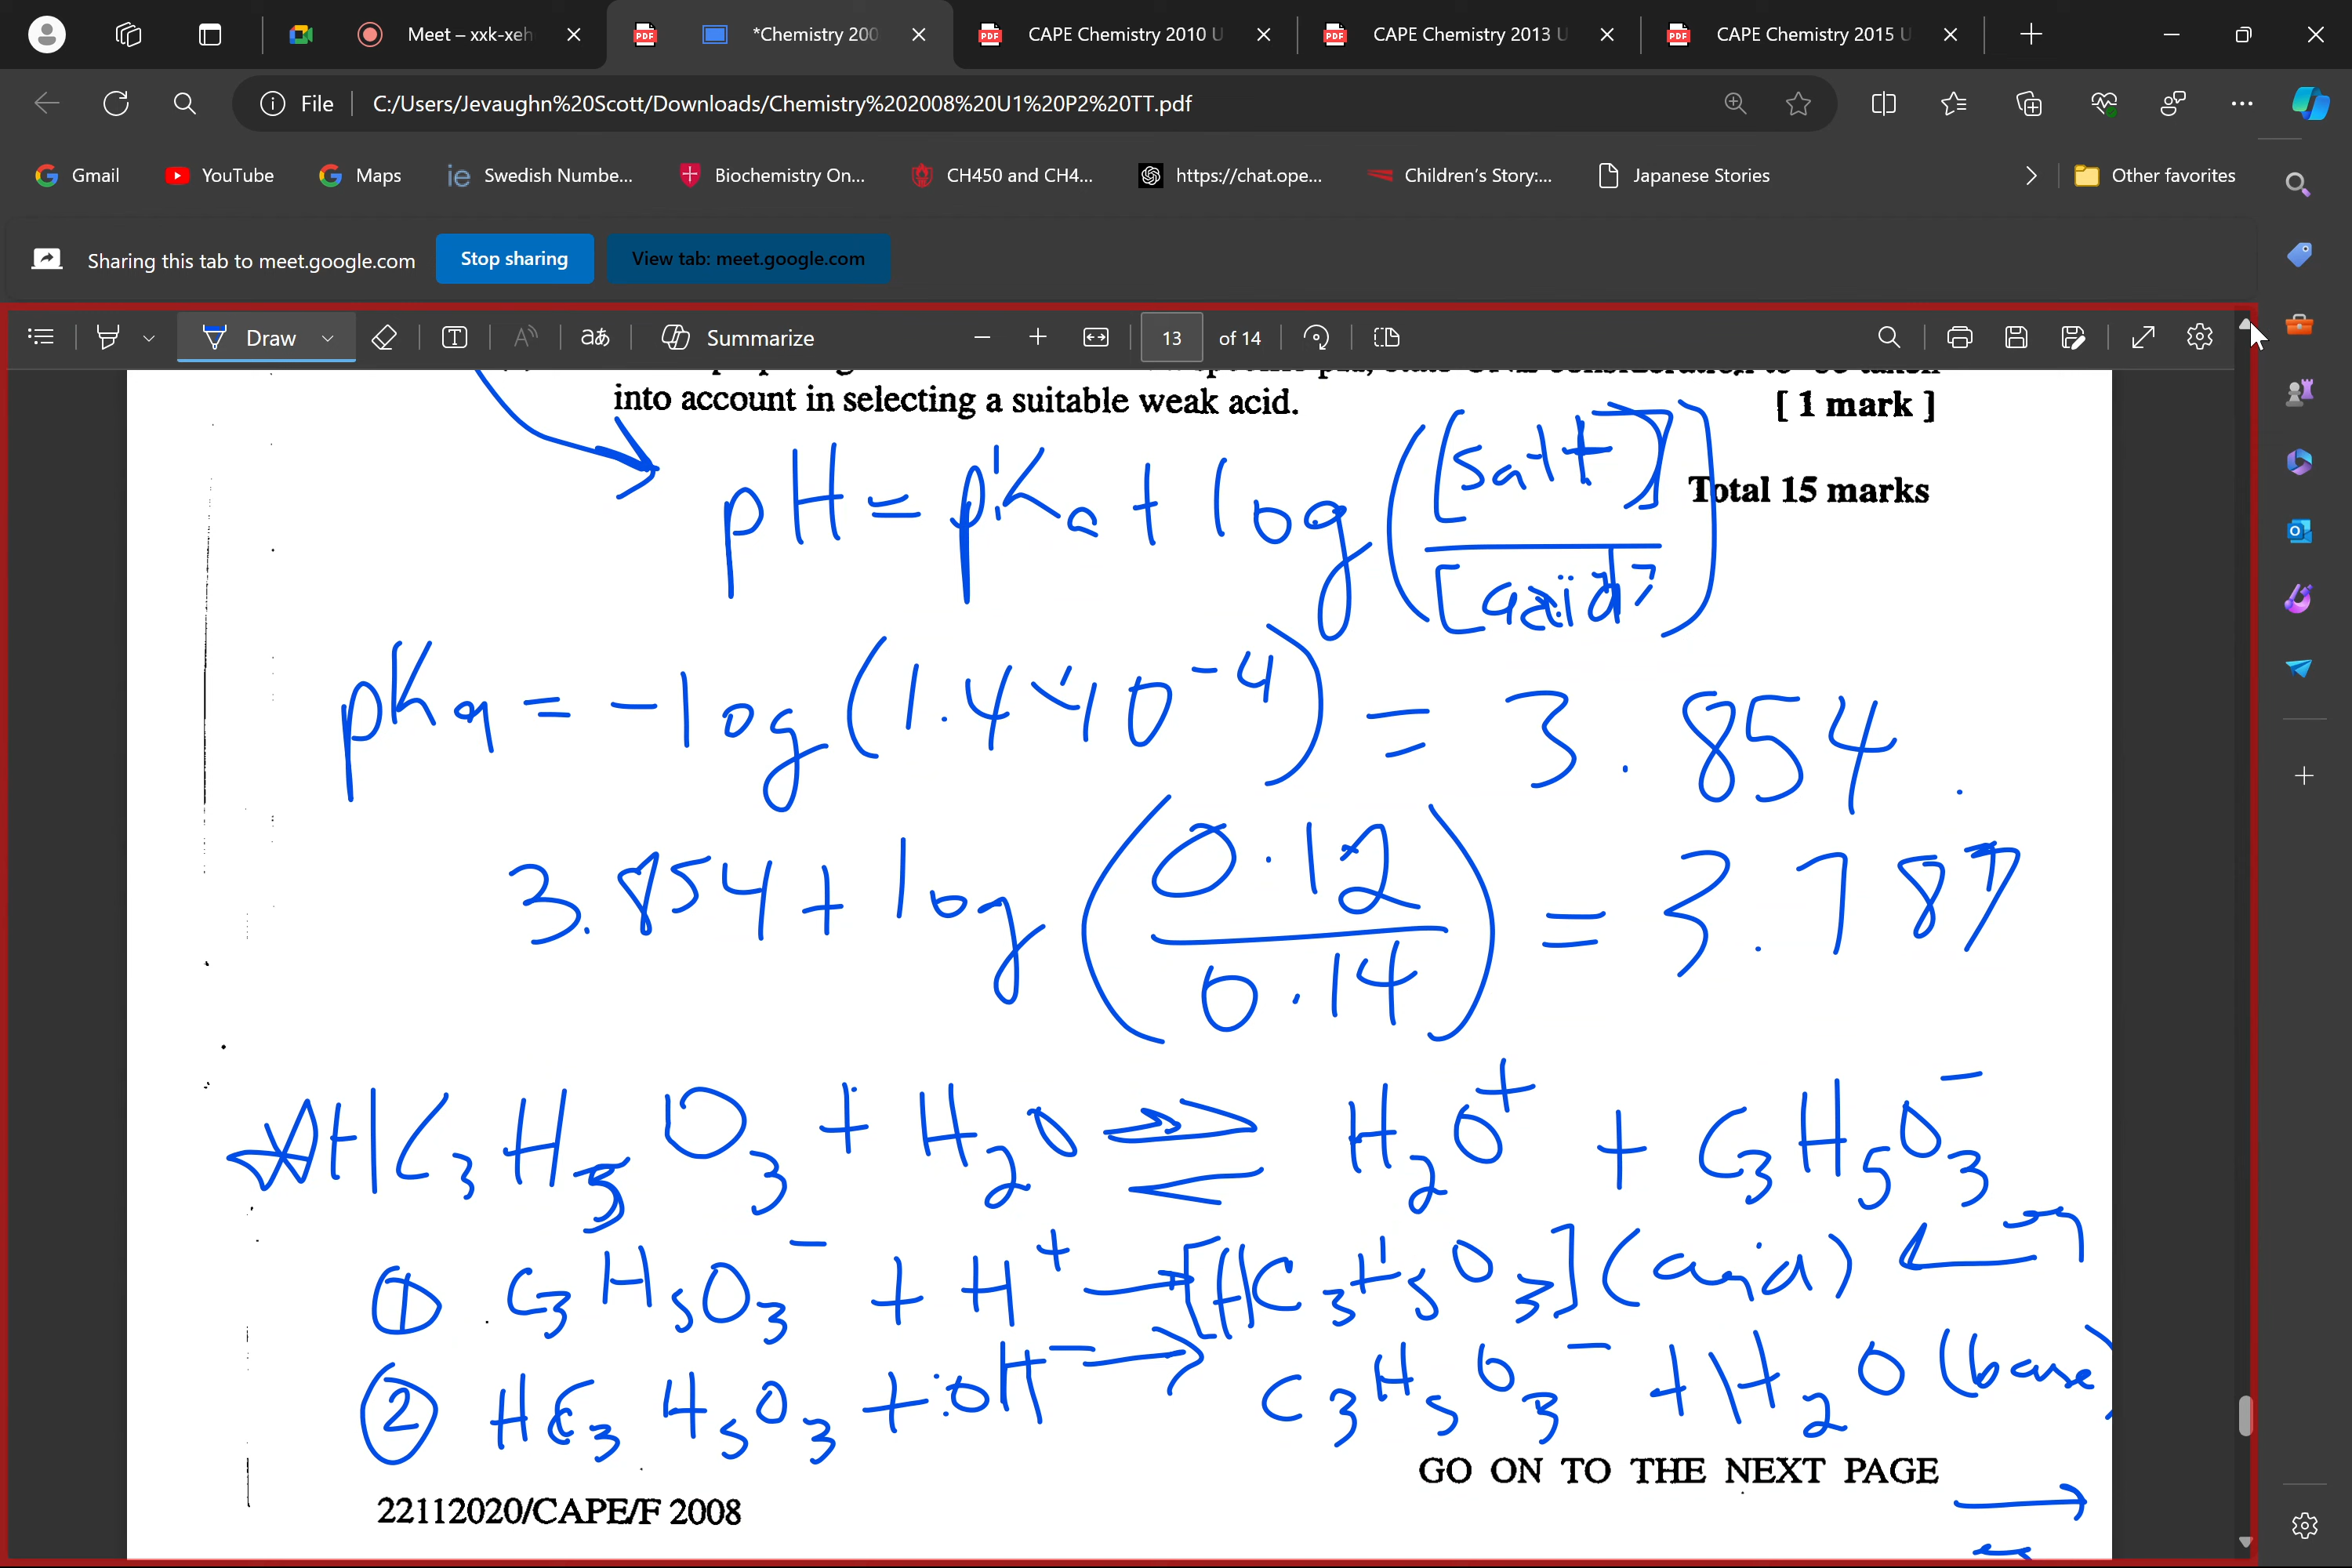 Meet – xxk-xeh
*Chemistry 200
CAPE Chemistry 2010 U
CAPE Chemistry 2013 U
CAPE Chemistry 2015 U
File
C:/Users/Jevaughn%20Scott/Downloads/Chemistry%202008%20U1%20P2%20TT.pdf
Gmail
YouTube
Maps
Swedish Numbe...
Biochemistry On...
CH450 and CH4...
https://chat.ope...
Children's Story:...
Japanese Stories
Other favorites
Sharing this tab to meet.google.com
Stop sharing
View tab: meet.google.com
Draw
Summarize
13 of 14
into account in selecting a suitable weak acid.
[ 1 mark ]
Total 15 marks
pH = pKa + log ([salt]/[acid])
pKa = -log(1.4×10⁻⁴) = 3.854
3.854 + log (0.12/0.14) = 3.787
HC₃H₅O₃ + H₂O ⇌ H₂O⁺ + C₃H₅O₃⁻
① C₃H₅O₃⁻ + H⁺ → [HC₃H₅O₃] (acid) ←
② HC₃H₅O₃ + :OH⁻ → C₃H₅O₃⁻ + H₂O (base)
GO ON TO THE NEXT PAGE
22112020/CAPE/F 2008